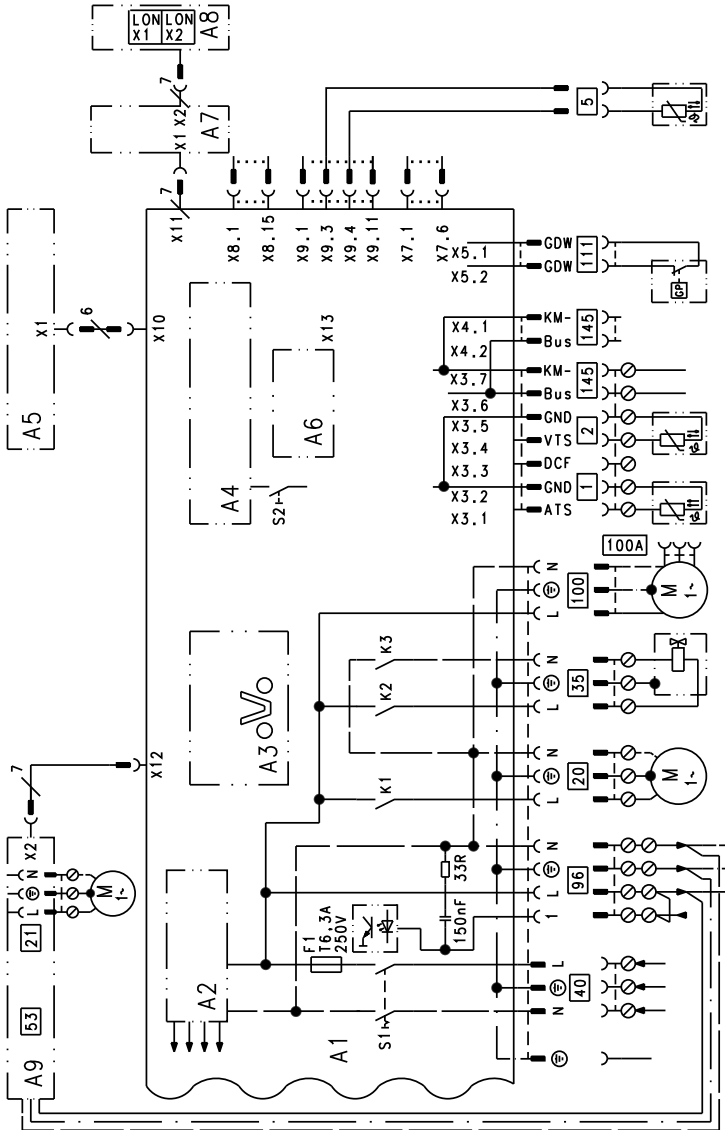 LON LON
X1 X2
A8
7
X1 X2
A7
7
X11
5
ϑ
X8.1
X8.15
X9.1
X9.3
X9.4
X9.11
X7.1
X7.6
A5
X1
6
X10
X13
A4
A6
S2
X5.1
X5.2
GDW
GDW
111
GP
X4.1
X4.2
KM-
Bus
145
X3.7
X3.6
KM-
Bus
145
X3.5
X3.4
GND
VTS
2
ϑ
X3.3
DCF
X3.2
X3.1
GND
ATS
1
ϑ
100A
N
L
100
M
1~
K3
K2
N
L
35
A3
7
X12
K1
N
L
20
M
1~
X2
N
L
21
M
1~
53
A9
A2
33R
150nF
N
L
1
96
F1
T6,3A
250V
S1
A1
L
N
40